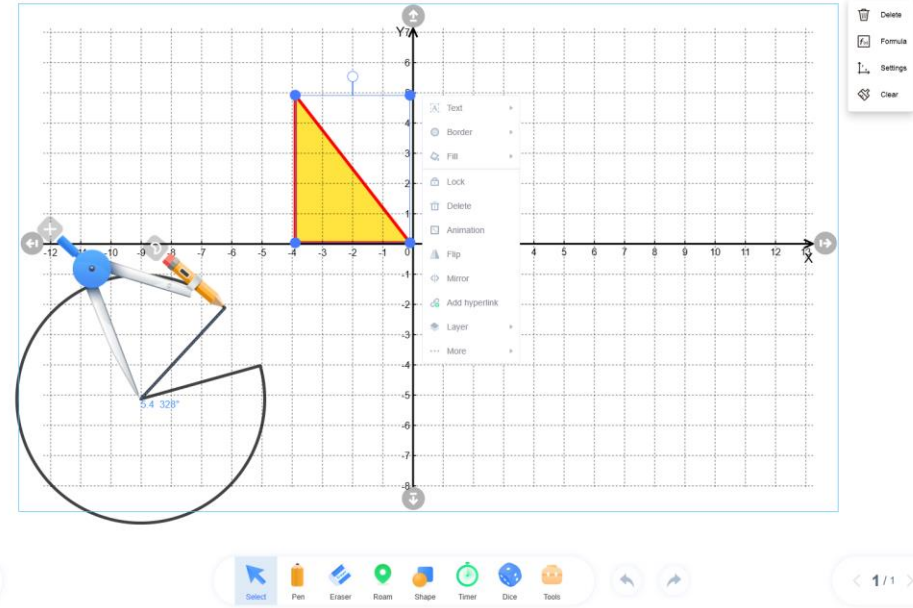 Delete
Formula
Settings
Clear
Y
7
6
4
3
2
1
-12 -11 -10 -9 -8 -7 -6 -5 -4 -3 -2 -1 0 4 5 6 7 8 9 10 11 12 13
X
-1
-2
-3
-4
-5
-6
-7
-8
Text
Border
Fill
Lock
Delete
Animation
Flip
Mirror
Add hyperlink
Layer
More
5.4 328°
Select Pen Eraser Roam Shape Timer Dice Tools
1 / 1